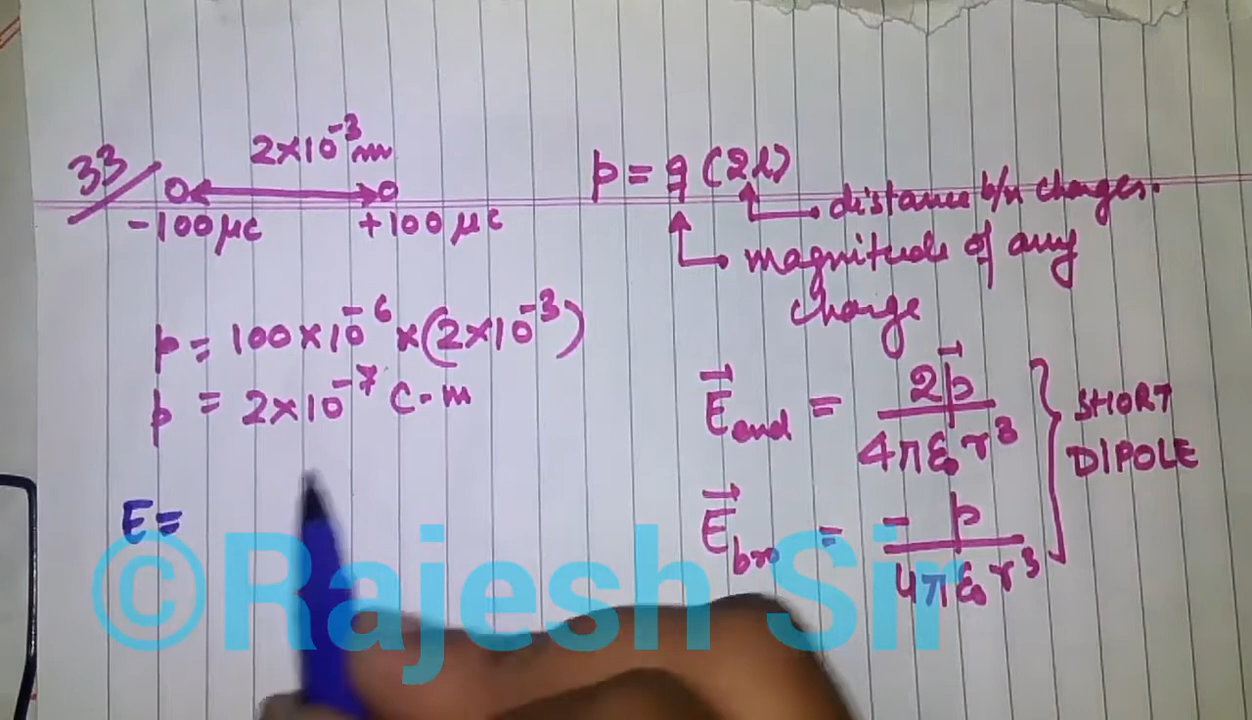 33
2×10⁻³m
-100μc
+100μc
p = q (2l)
distance b/n charges.
magnitude of any
charge
p = 100×10⁻⁶×(2×10⁻³)
p = 2×10⁻⁷ C-m
E⃗end = 2p⃗/4πε₀r³
E⃗bro = -p/4πε₀r³
SHORT
DIPOLE
E=
©Rajesh Sir